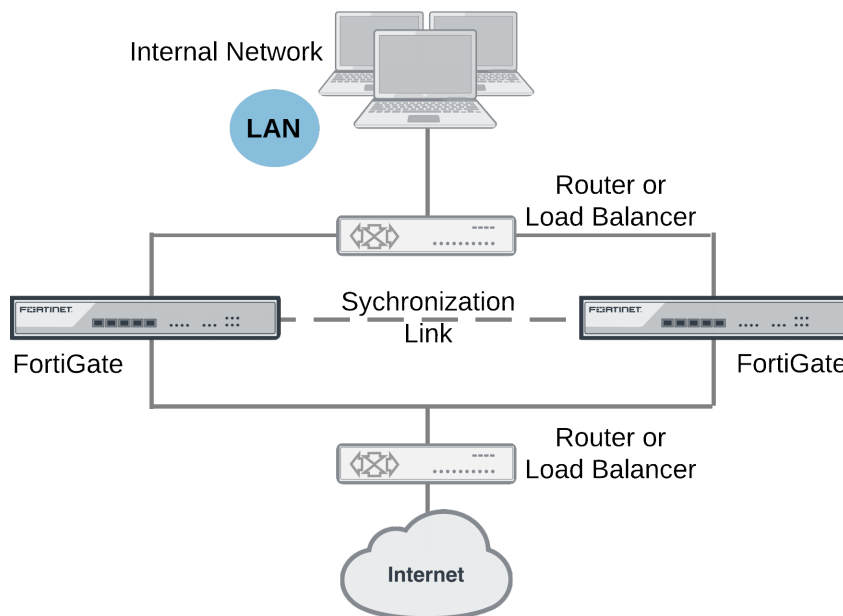 Internal Network
LAN
Router or
Load Balancer
FORTINET
FORTINET
Sychronization
Link
FortiGate
FortiGate
Router or
Load Balancer
Internet